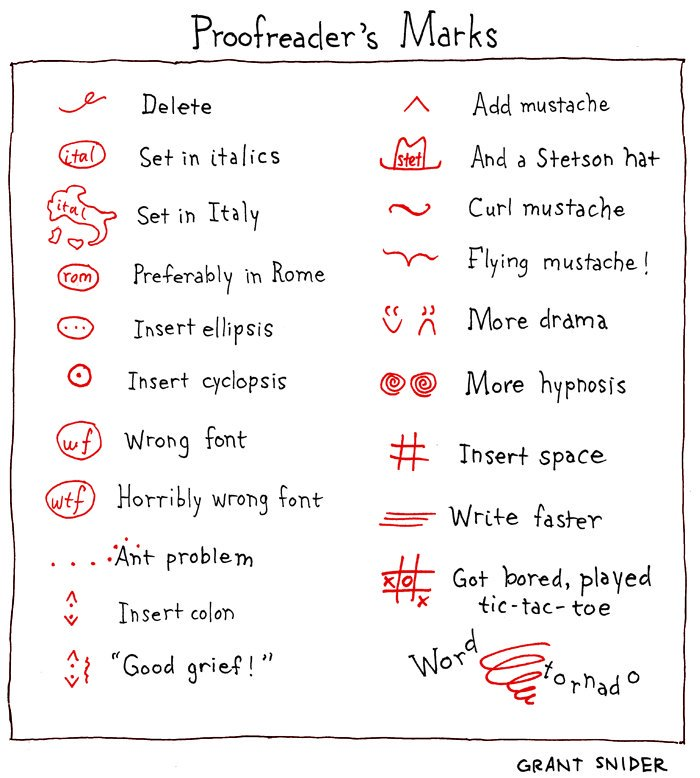 Proofreader's Marks
Delete
ital Set in italics
ital Set in Italy
rom Preferably in Rome
... Insert ellipsis
Insert cyclopsis
wf Wrong font
wtf Horribly wrong font
Ant problem
Insert colon
"Good grief!"
Add mustache
stet And a Stetson hat
Curl mustache
Flying mustache!
More drama
More hypnosis
# Insert space
Write faster
x o Got bored, played
x tic-tac-toe
Word tornado
GRANT SNIDER